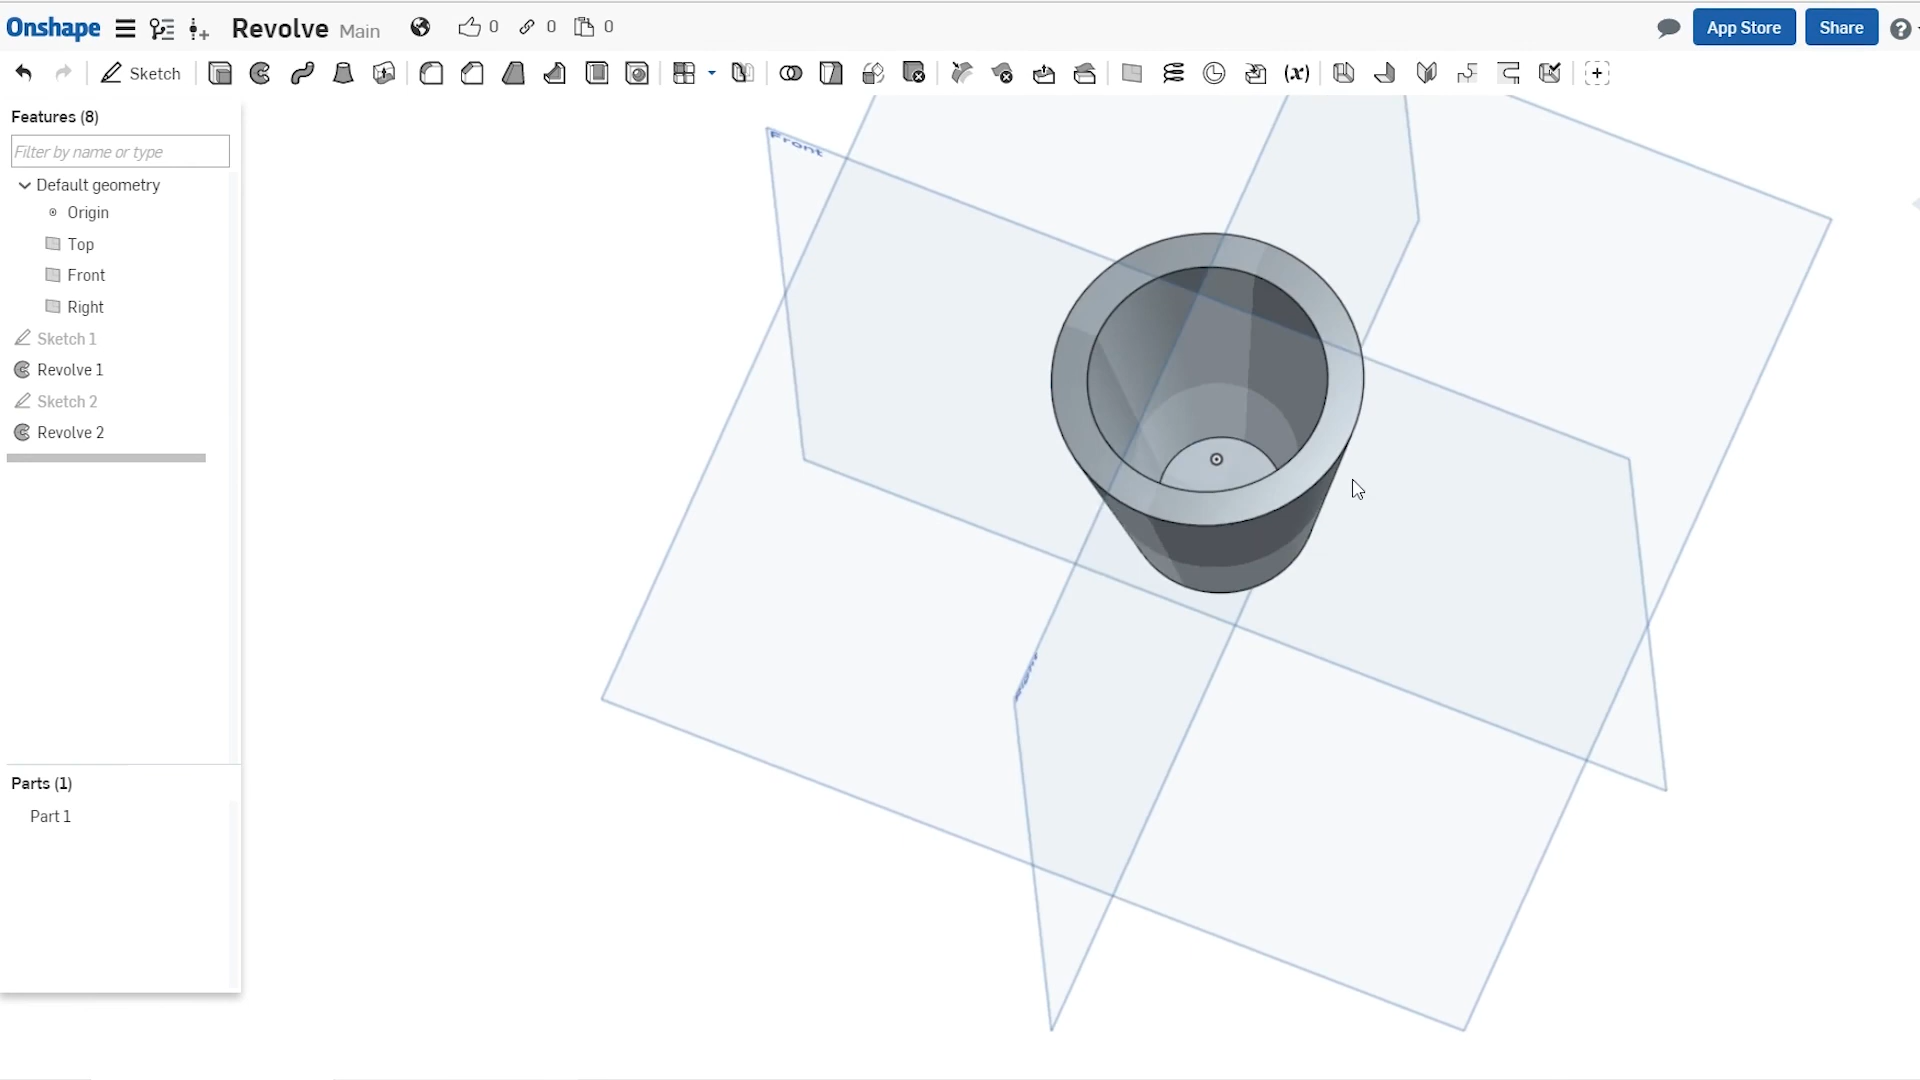 Onshape Revolve Main 0 0 0 App Store Share ?
Sketch (x)
Features (8)
Filter by name or type
Default geometry
Origin
Top
Front
Right
Sketch 1
Revolve 1
Sketch 2
Revolve 2
Parts (1)
Part 1
Front
Right